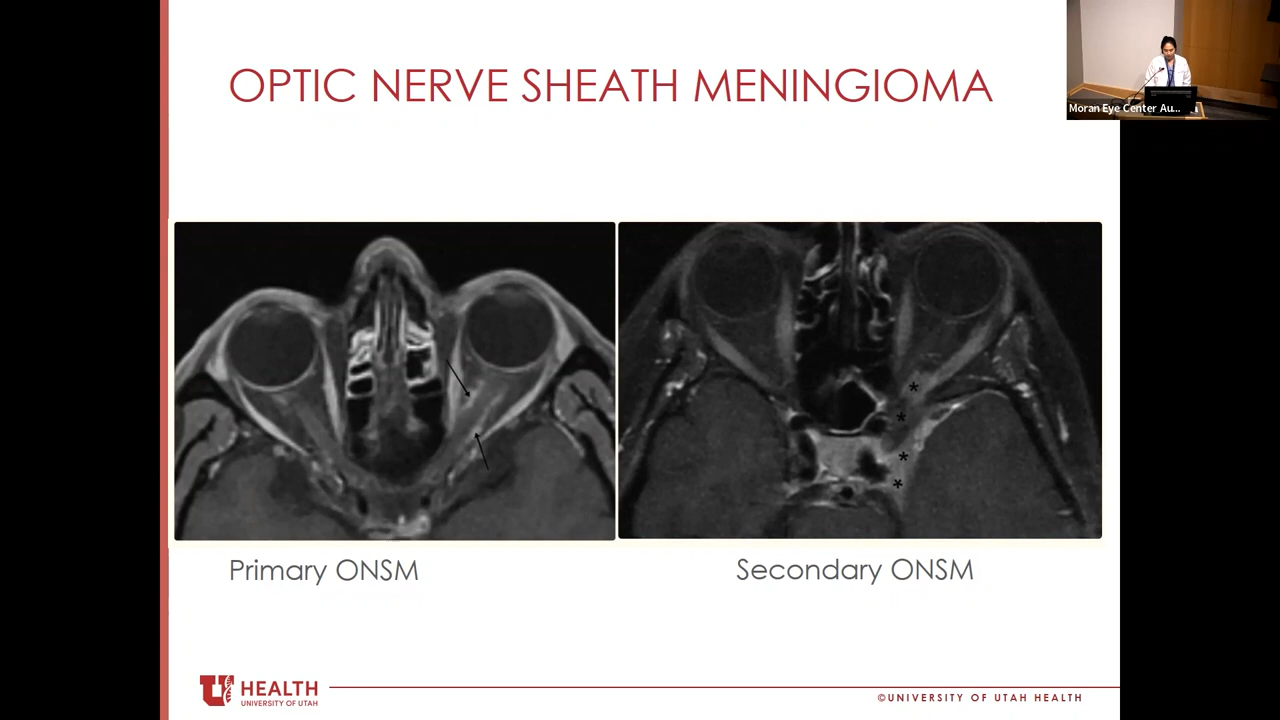 OPTIC NERVE SHEATH MENINGIOMA
Moran Eye Center Au...
Primary ONSM
Secondary ONSM
U HEALTH
UNIVERSITY OF UTAH
©UNIVERSITY OF UTAH HEALTH